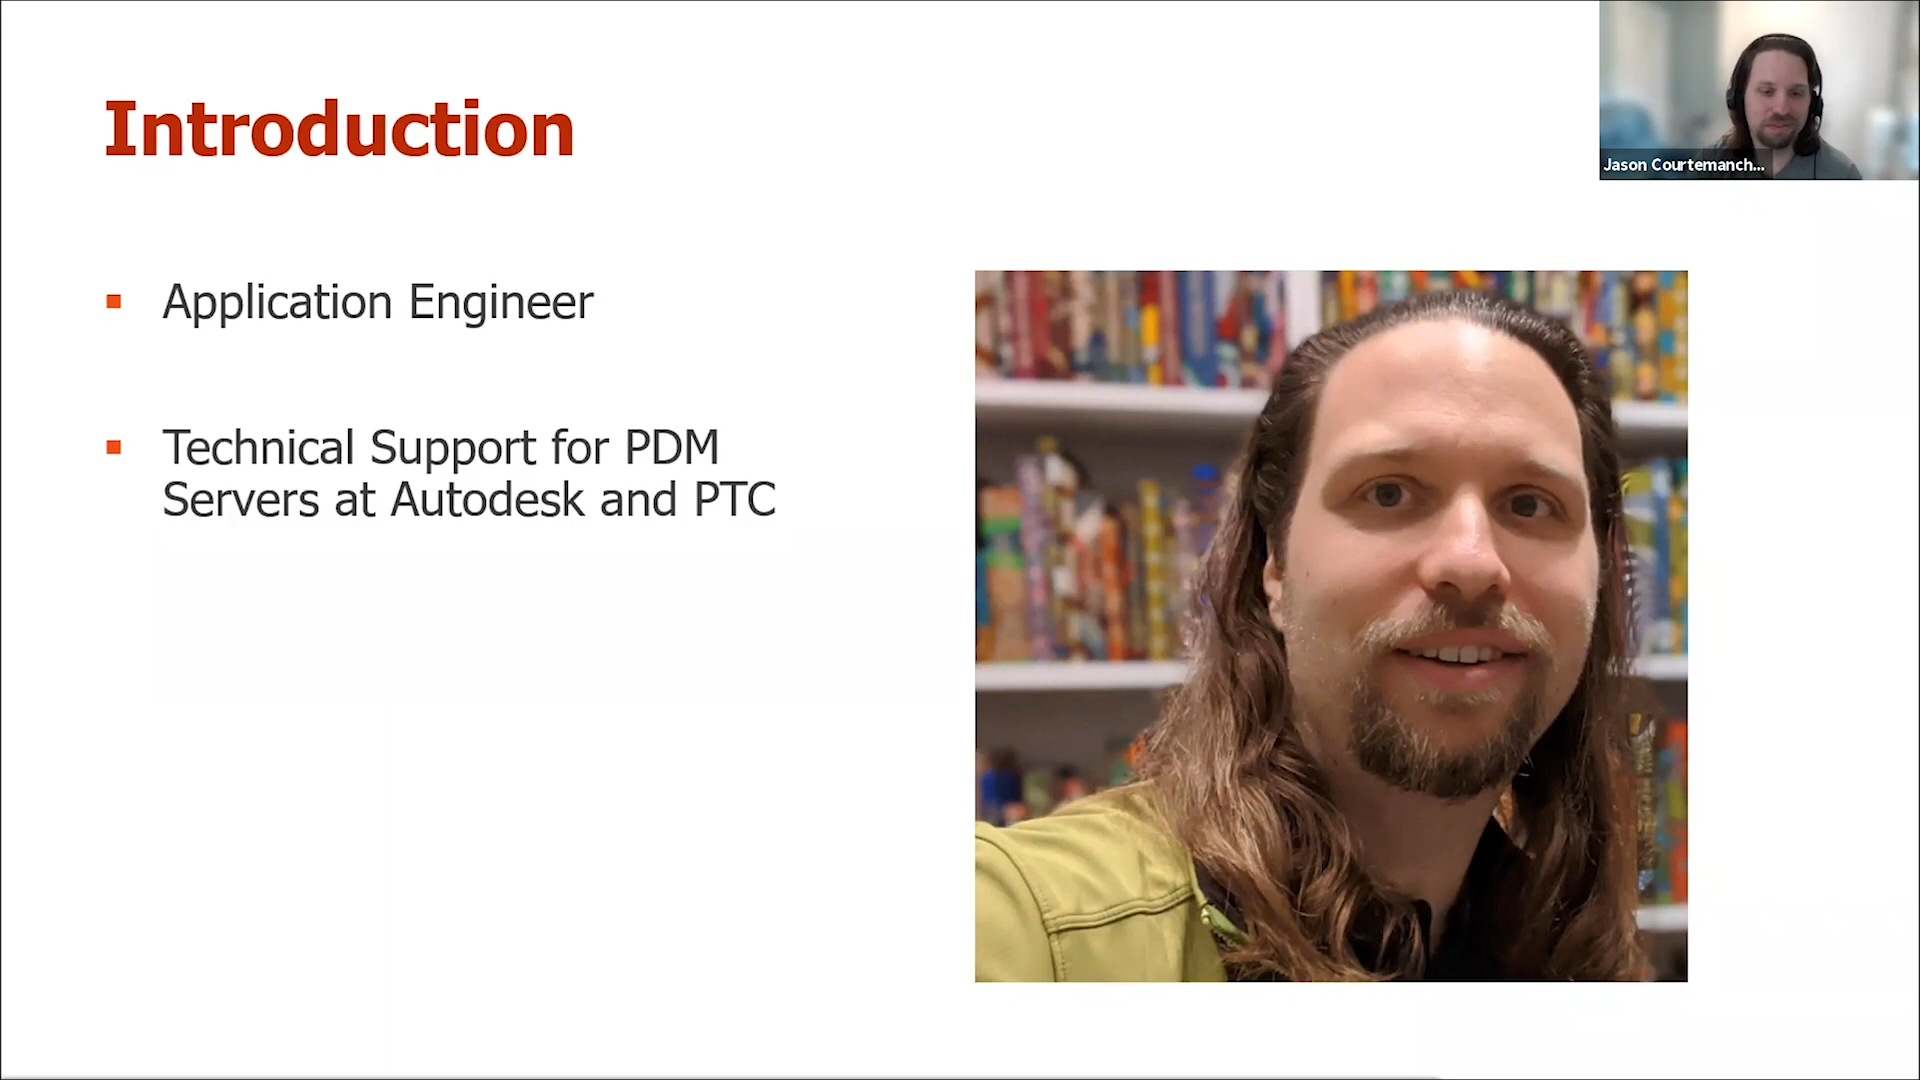 Introduction
Jason Courtemanch...
▪ Application Engineer
▪ Technical Support for PDM
Servers at Autodesk and PTC